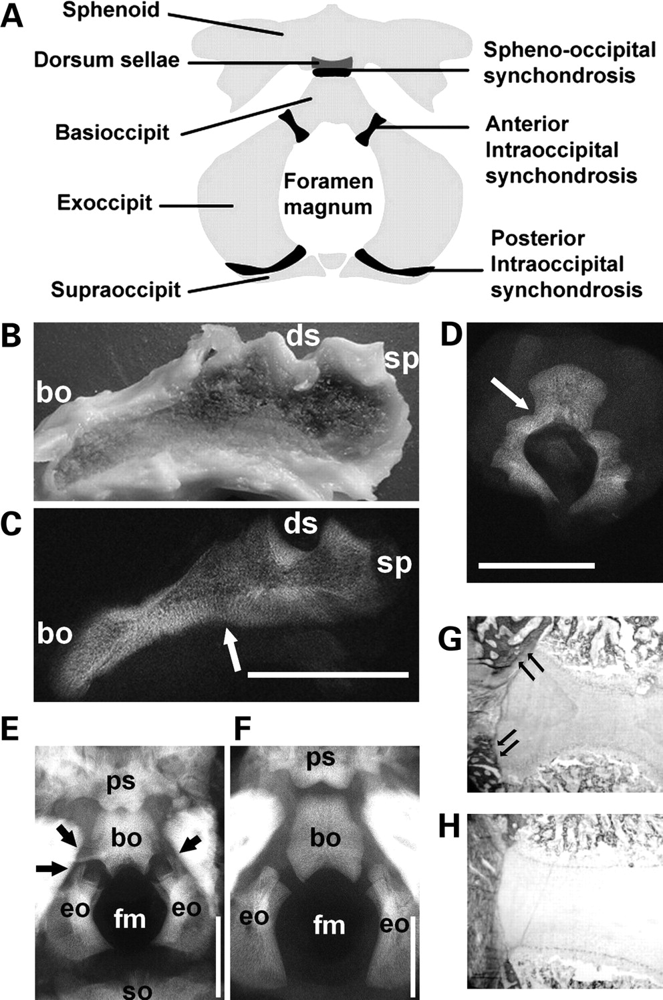 A
Sphenoid
Dorsum sellae
Spheno-occipital
synchondrosis
Basioccipit
Anterior
Intraoccipital
synchondrosis
Foramen
magnum
Exoccipit
Posterior
Intraoccipital
synchondrosis
Supraoccipit
B
bo
ds
sp
D
C
bo
ds
sp
G
E
ps
bo
eo
fm
eo
so
F
ps
bo
eo
fm
eo
H